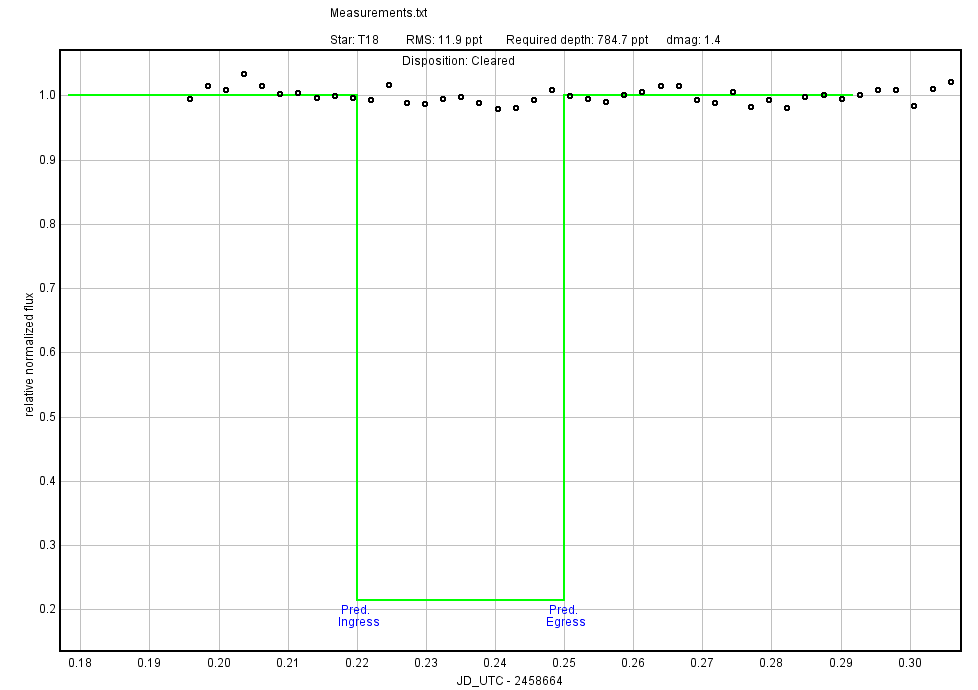 Measurements.txt
Star: T18 RMS: 11.9 ppt Required depth: 784.7 ppt dmag: 1.4
Disposition: Cleared
relative normalized flux
1.0
0.9
0.8
0.7
0.6
0.5
0.4
0.3
0.2
Pred. Pred.
Ingress Egress
0.18 0.19 0.20 0.21 0.22 0.23 0.24 0.25 0.26 0.27 0.28 0.29 0.30
JD_UTC - 2458664